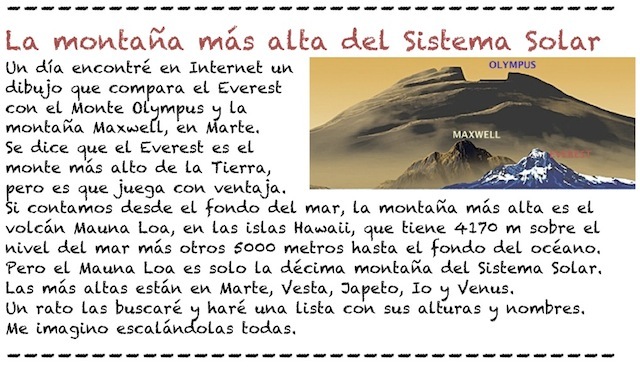 La montaña más alta del Sistema Solar
Un día encontré en Internet un
dibujo que compara el Everest
con el Monte Olympus y la
montaña Maxwell, en Marte.
Se dice que el Everest es el
monte más alto de la Tierra,
pero es que juega con ventaja.
OLYMPUS
MAXWELL
Si contamos desde el fondo del mar, la montaña más alta es el
volcán Mauna Loa, en las islas Hawaii, que tiene 4170 m sobre el
nivel del mar más otros 5000 metros hasta el fondo del océano.
Pero el Mauna Loa es solo la décima montaña del Sistema Solar.
Las más altas están en Marte, Vesta, Japeto, Io y Venus.
Un rato las buscaré y haré una lista con sus alturas y nombres.
Me imagino escalándolas todas.